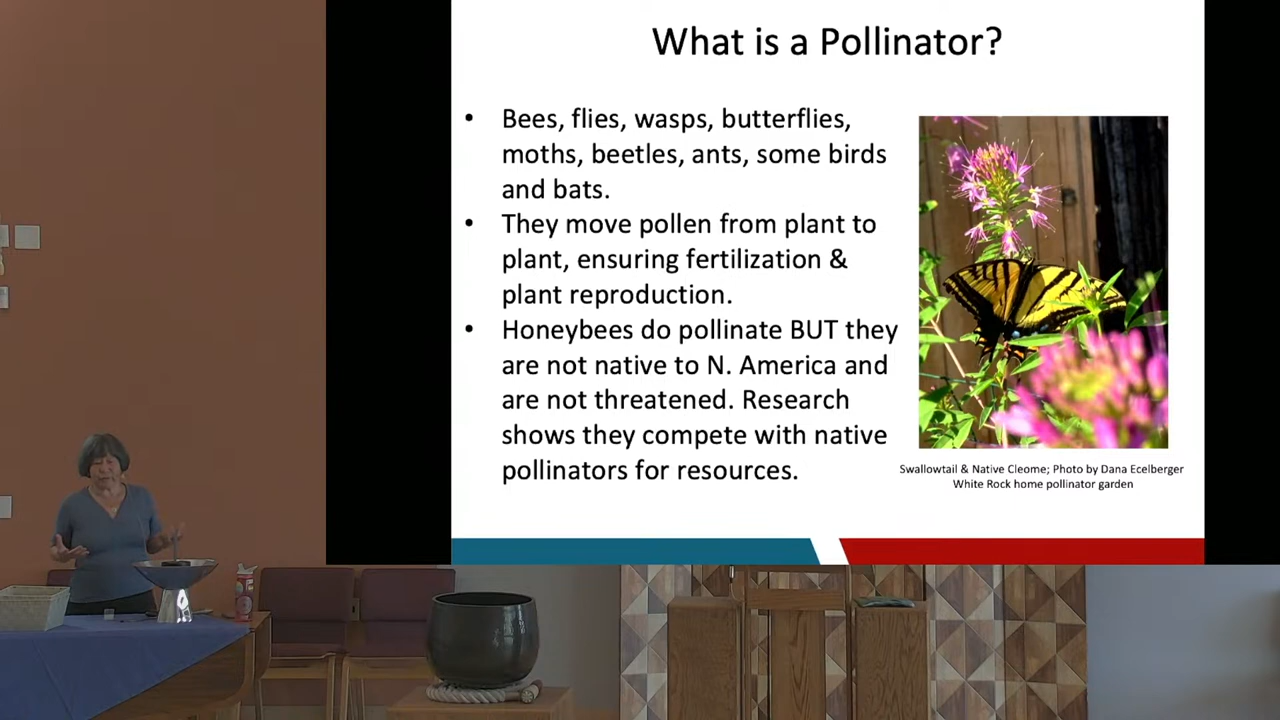 What is a Pollinator?
• Bees, flies, wasps, butterflies,
moths, beetles, ants, some birds
and bats.
• They move pollen from plant to
plant, ensuring fertilization &
plant reproduction.
• Honeybees do pollinate BUT they
are not native to N. America and
are not threatened. Research
shows they compete with native
pollinators for resources.
Swallowtail & Native Cleome; Photo by Dana Ecelberger
White Rock home pollinator garden